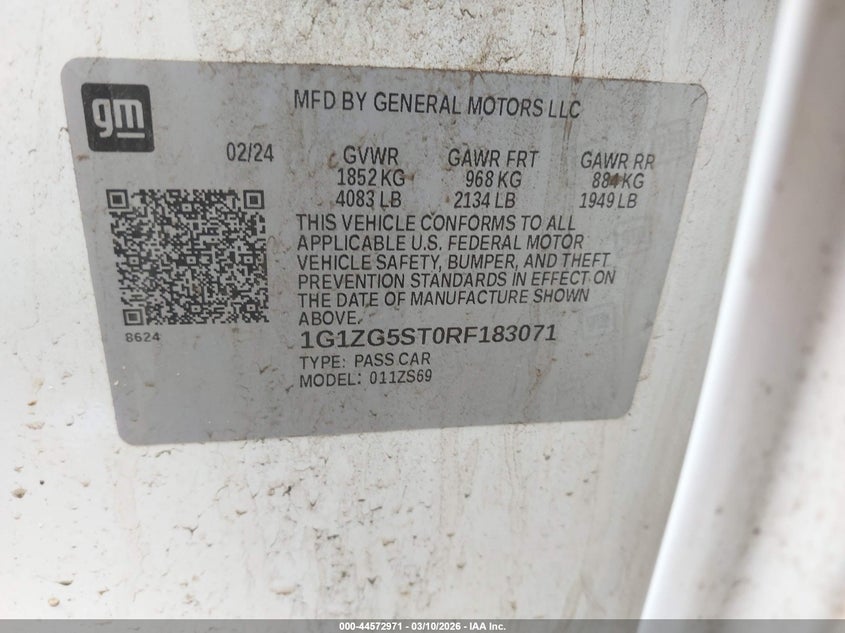 gm
MFD BY GENERAL MOTORS LLC
02/24 GVWR GAWR FRT GAWR RR
1852 KG 968 KG 884 KG
4083 LB 2134 LB 1949 LB
THIS VEHICLE CONFORMS TO ALL
APPLICABLE U.S. FEDERAL MOTOR
VEHICLE SAFETY, BUMPER, AND THEFT
PREVENTION STANDARDS IN EFFECT ON
THE DATE OF MANUFACTURE SHOWN
ABOVE.
8624
1G1ZG5ST0RF183071
TYPE: PASS CAR
MODEL: 011ZS69
000-44572971 - 03/10/2026 - IAA Inc.